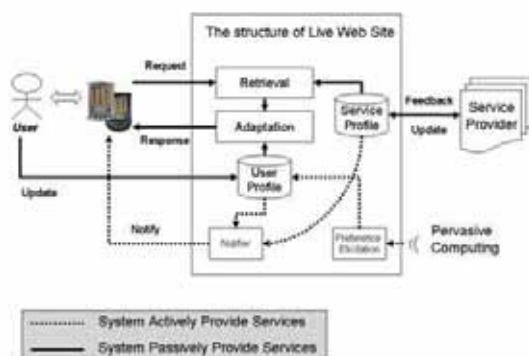 The structure of Live Web Site
Request
Retrieval
Feedback
Service
Profile
Service
Provider
User
Adaptation
Response
Update
User
Profile
Update
Notify
Notifier
Preference
Elicitation
Pervasive
Computing
System Actively Provide Services
System Passively Provide Services